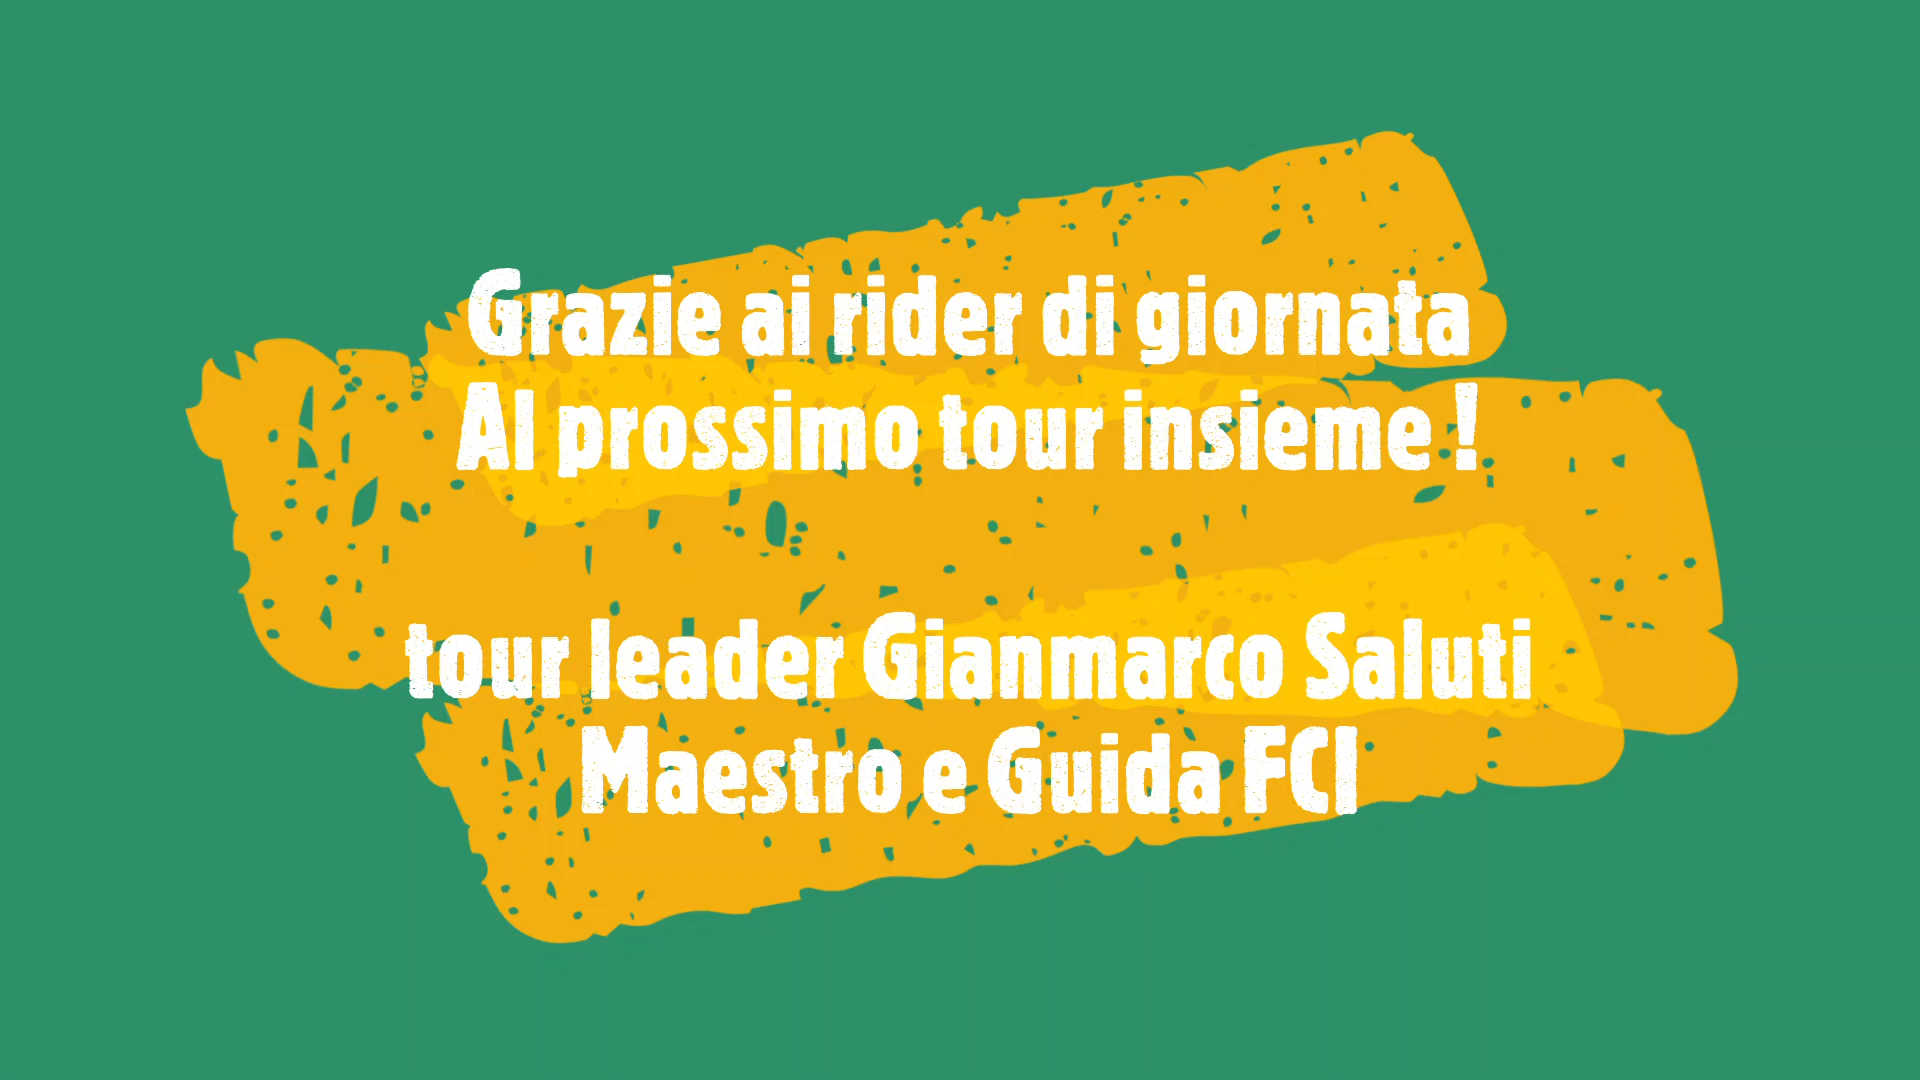 Grazie ai rider di giornata
Al prossimo tour insieme !
tour leader Gianmarco Saluti
Maestro e Guida FCI